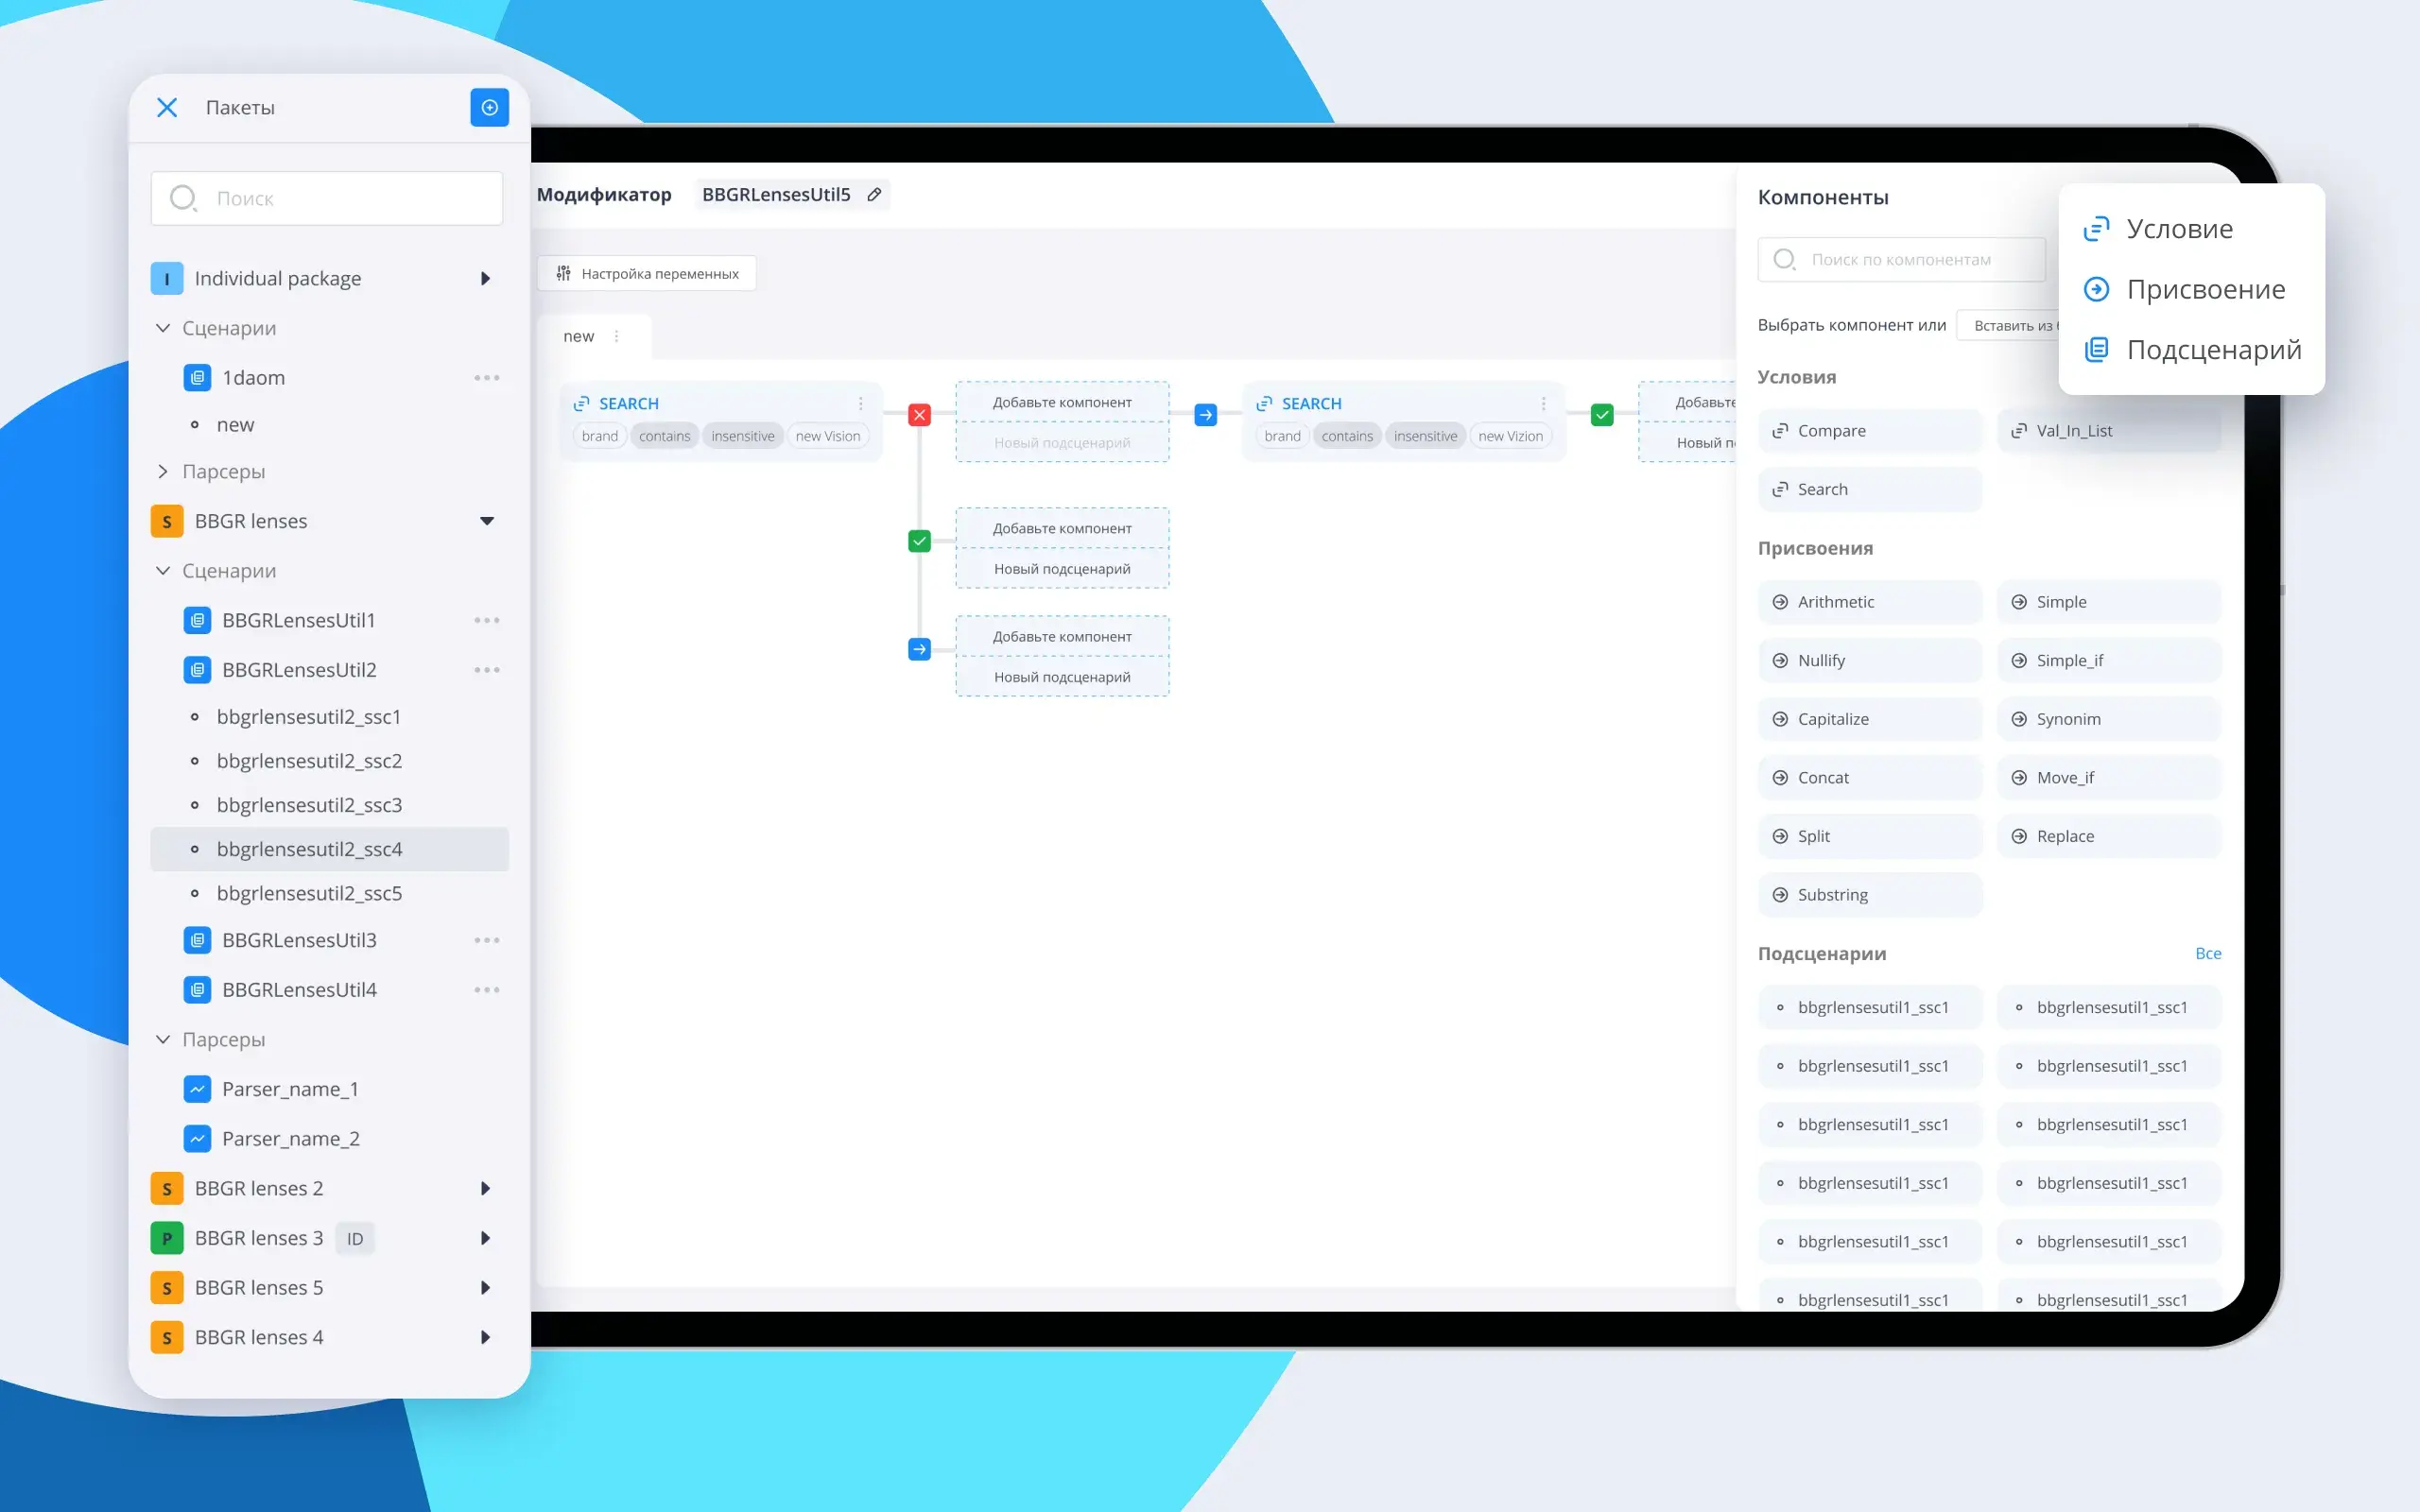 Пакеты
Поиск
I Individual package
Сценарии
1daom
new
Парсеры
S BBGR lenses
Сценарии
BBGRLensesUtil1
BBGRLensesUtil2
bbgrlensesutil2_ssc1
bbgrlensesutil2_ssc2
bbgrlensesutil2_ssc3
bbgrlensesutil2_ssc4
bbgrlensesutil2_ssc5
BBGRLensesUtil3
BBGRLensesUtil4
Парсеры
Parser_name_1
Parser_name_2
S BBGR lenses 2
P BBGR lenses 3 ID
S BBGR lenses 5
S BBGR lenses 4
Модификатор BBGRLensesUtil5
Настройка переменных
new
SEARCH
brand contains insensitive new Vision
Добавьте компонент
Новый подсценарий
SEARCH
brand contains insensitive new Vizion
Добавьте
Новый п
Добавьте компонент
Новый подсценарий
Добавьте компонент
Новый подсценарий
Компоненты
Поиск по компонентам
Выбрать компонент или Вставить из
Условие
Присвоение
Подсценарий
Условия
Compare Val_In_List
Search
Присвоения
Arithmetic Simple
Nullify Simple_if
Capitalize Synonim
Concat Move_if
Split Replace
Substring
Подсценарии Все
bbgrlensesutil1_ssc1 bbgrlensesutil1_ssc1
bbgrlensesutil1_ssc1 bbgrlensesutil1_ssc1
bbgrlensesutil1_ssc1 bbgrlensesutil1_ssc1
bbgrlensesutil1_ssc1 bbgrlensesutil1_ssc1
bbgrlensesutil1_ssc1 bbgrlensesutil1_ssc1
bbgrlensesutil1_ssc1 bbgrlensesutil1_ssc1